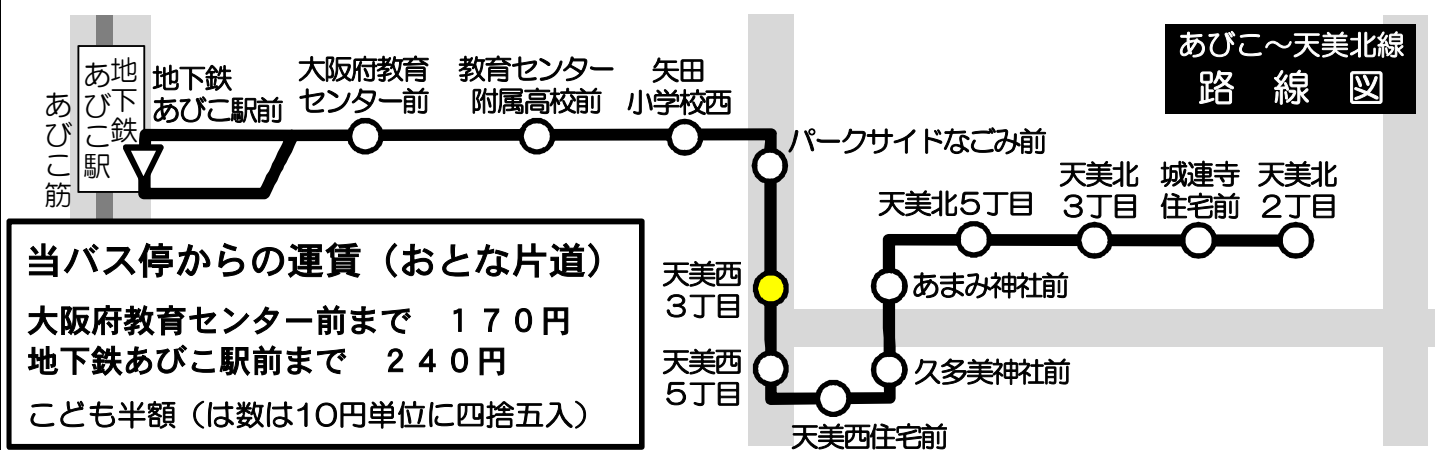 あびこ～天美北線
路線図
あびこ筋
地下鉄
あびこ駅
地下鉄
あびこ駅前
大阪府教育
センター前
教育センター
附属高校前
矢田
小学校西
パークサイドなごみ前
天美西
３丁目
天美西
５丁目
天美西住宅前
久多美神社前
あまみ神社前
天美北５丁目
天美北
３丁目
城連寺
住宅前
天美北
２丁目
当バス停からの運賃（おとな片道）
大阪府教育センター前まで　１７０円
地下鉄あびこ駅前まで　２４０円
こども半額（は数は10円単位に四捨五入）